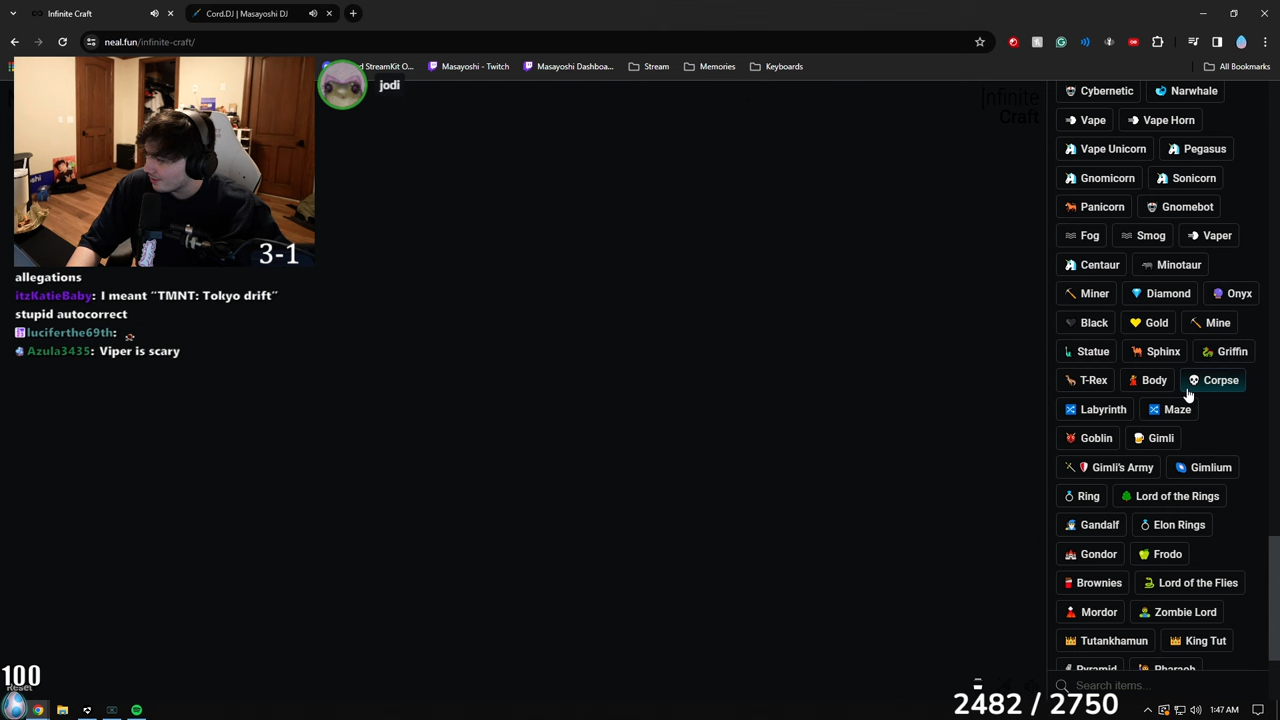 Infinite Craft
Cord.DJ | Masayoshi DJ
neal.fun/infinite-craft/
d StreamKit O...
Masayoshi - Twitch
Masayoshi Dashboa...
Stream
Memories
Keyboards
All Bookmarks
jodi
Infinite
Craft
3-1
allegations
itzKatieBaby: I meant “TMNT: Tokyo drift”
stupid autocorrect
luciferthe69th:
Azula3435: Viper is scary
Cybernetic Narwhale
Vape Vape Horn
Vape Unicorn Pegasus
Gnomicorn Sonicorn
Panicorn Gnomebot
Fog Smog Vaper
Centaur Minotaur
Miner Diamond Onyx
Black Gold Mine
Statue Sphinx Griffin
T-Rex Body Corpse
Labyrinth Maze
Goblin Gimli
Gimli's Army Gimlium
Ring Lord of the Rings
Gandalf Elon Rings
Gondor Frodo
Brownies Lord of the Flies
Mordor Zombie Lord
Tutankhamun King Tut
Pyramid Pharaoh
Search items...
100
Reset
2482 / 2750
1:47 AM